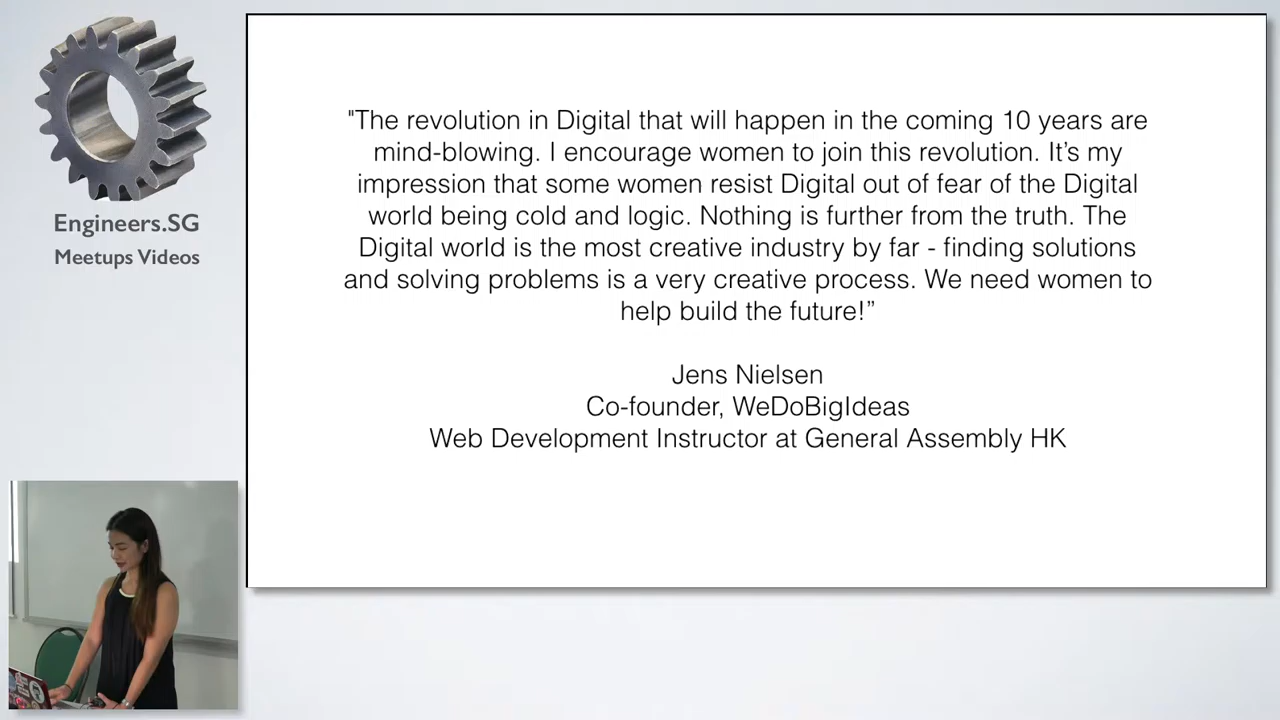 Engineers.SG
Meetups Videos
"The revolution in Digital that will happen in the coming 10 years are
mind-blowing. I encourage women to join this revolution. It’s my
impression that some women resist Digital out of fear of the Digital
world being cold and logic. Nothing is further from the truth. The
Digital world is the most creative industry by far - finding solutions
and solving problems is a very creative process. We need women to
help build the future!”
Jens Nielsen
Co-founder, WeDoBigIdeas
Web Development Instructor at General Assembly HK